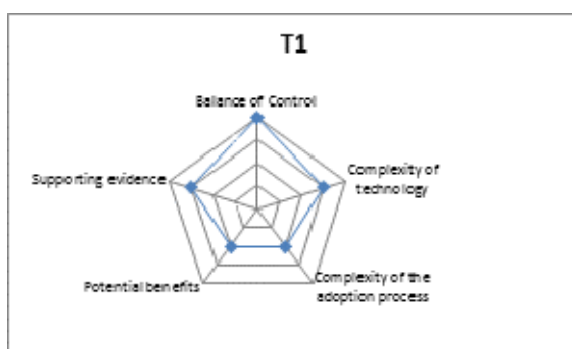 T1
Ballance of Control
Supporting evidence
Complexity of
technology
Potential benefits
Complexity of the
adoption process